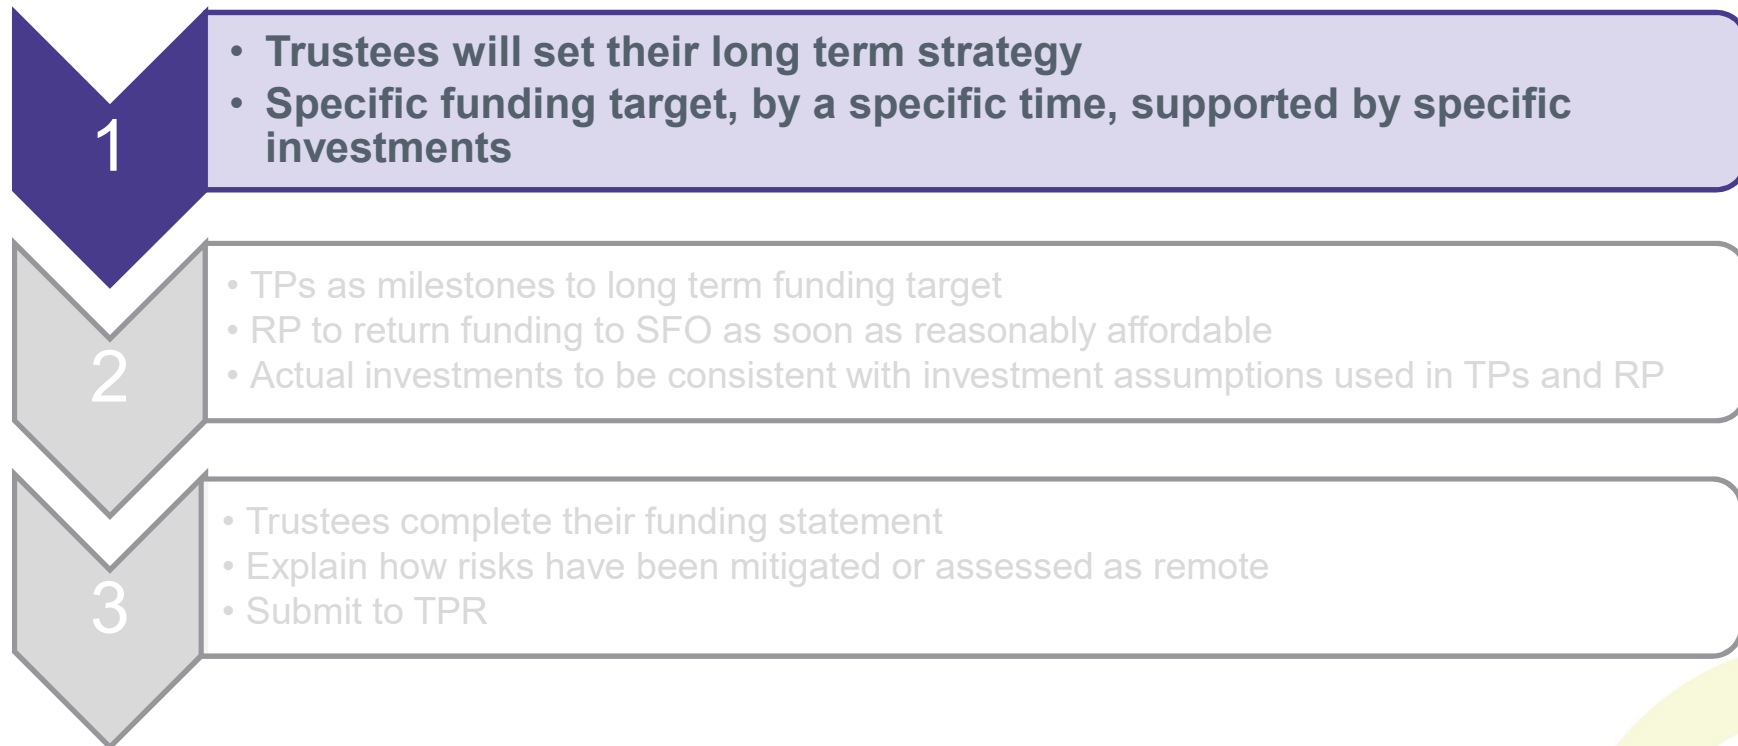 1
• Trustees will set their long term strategy
• Specific funding target, by a specific time, supported by specific
investments
2
• TPs as milestones to long term funding target
• RP to return funding to SFO as soon as reasonably affordable
• Actual investments to be consistent with investment assumptions used in TPs and RP
3
• Trustees complete their funding statement
• Explain how risks have been mitigated or assessed as remote
• Submit to TPR